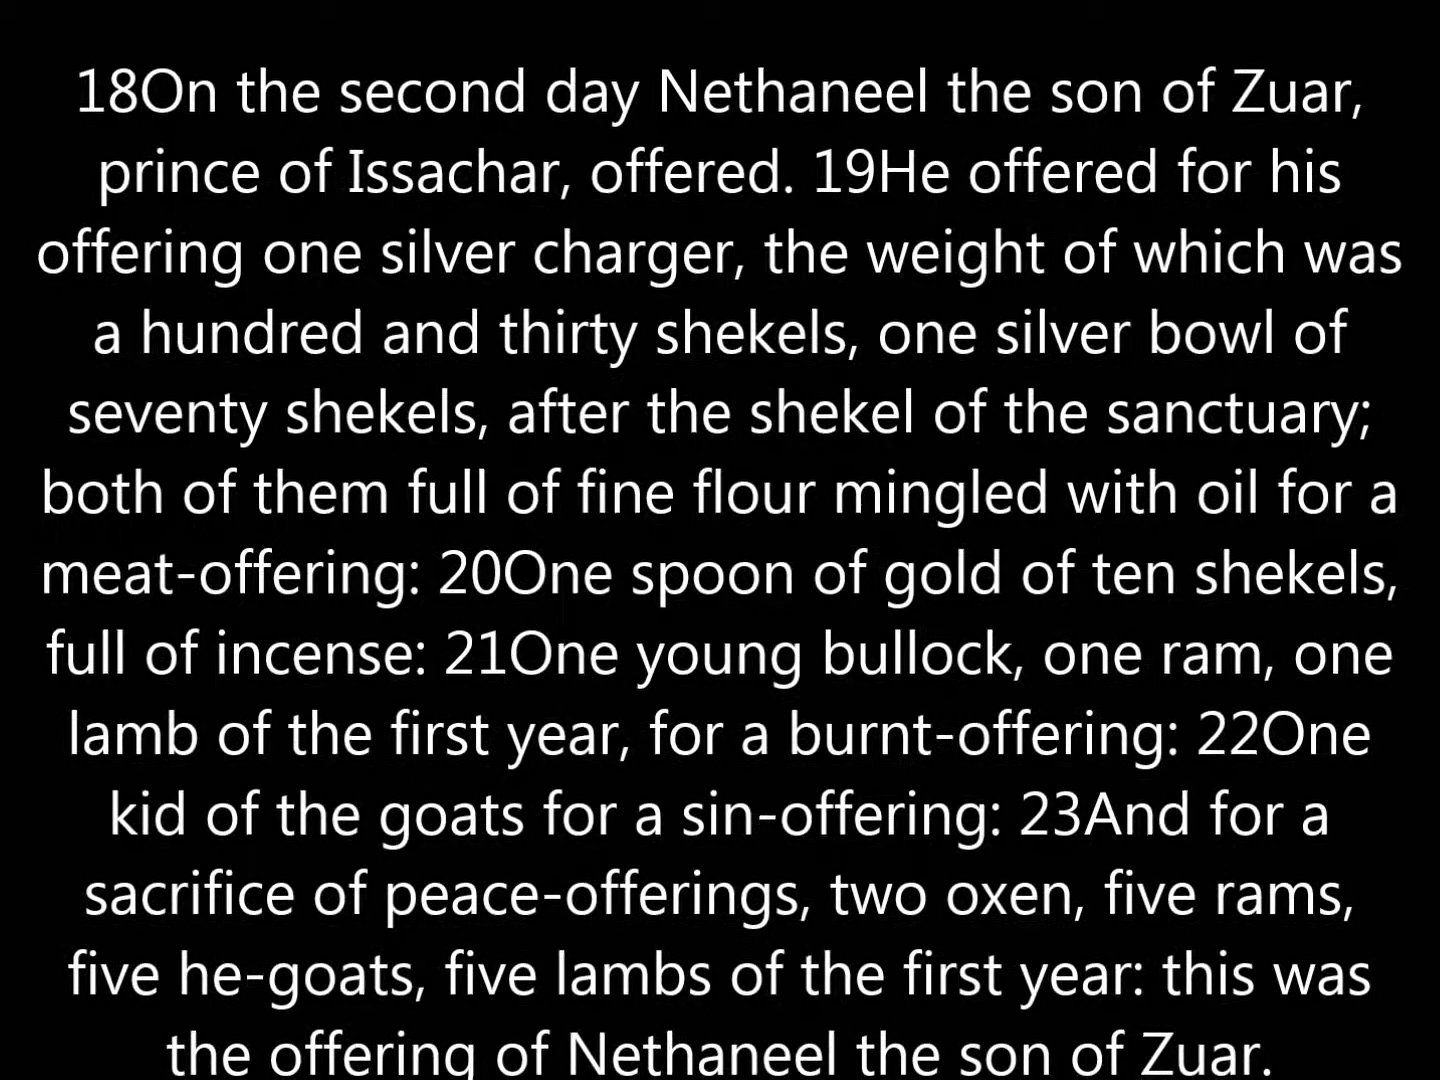 18On the second day Nethaneel the son of Zuar,
prince of Issachar, offered. 19He offered for his
offering one silver charger, the weight of which was
a hundred and thirty shekels, one silver bowl of
seventy shekels, after the shekel of the sanctuary;
both of them full of fine flour mingled with oil for a
meat-offering: 20One spoon of gold of ten shekels,
full of incense: 21One young bullock, one ram, one
lamb of the first year, for a burnt-offering: 22One
kid of the goats for a sin-offering: 23And for a
sacrifice of peace-offerings, two oxen, five rams,
five he-goats, five lambs of the first year: this was
the offering of Nethaneel the son of Zuar.